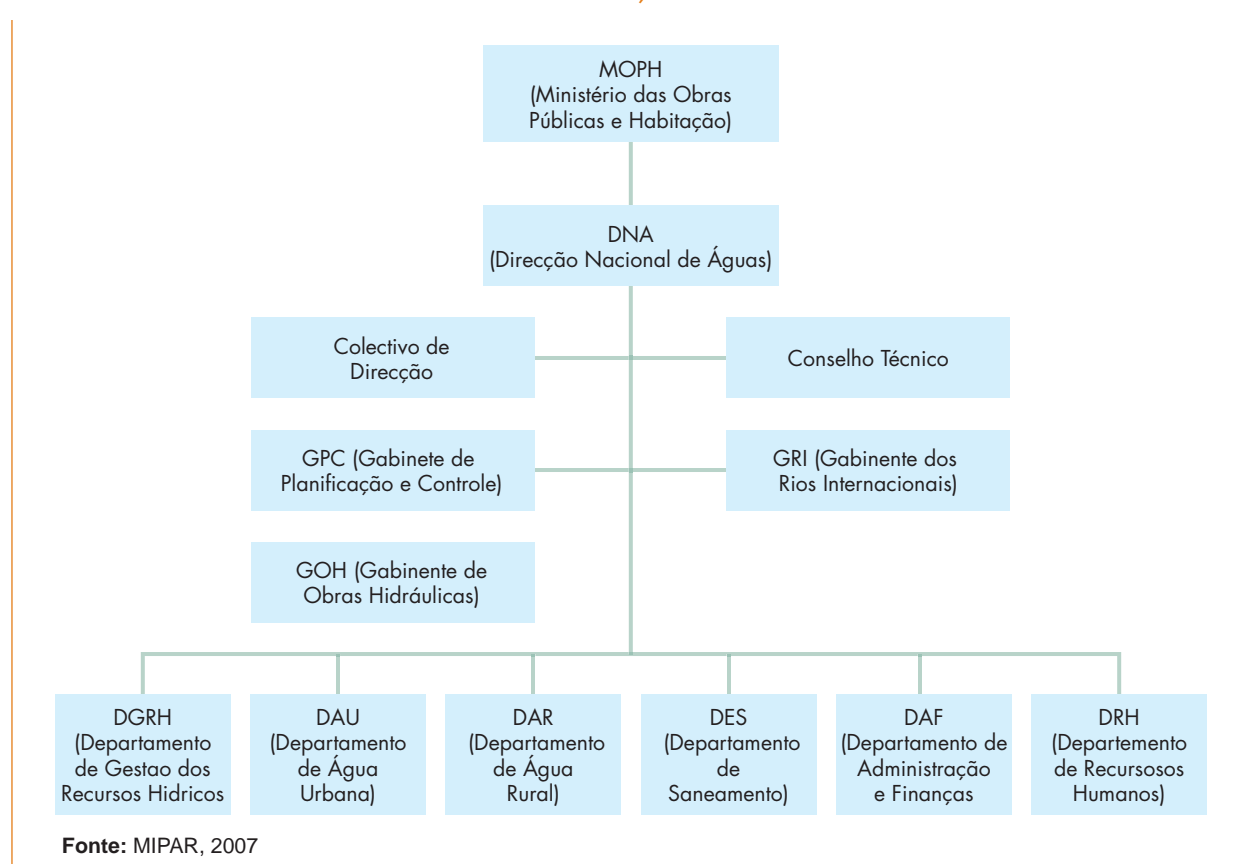 MOPH
(Ministério das Obras
Públicas e Habitação)
DNA
(Direcção Nacional de Águas)
Colectivo de
Direcção
Conselho Técnico
GPC (Gabinete de
Planificação e Controle)
GRI (Gabinente dos
Rios Internacionais)
GOH (Gabinente de
Obras Hidráulicas)
DGRH
(Departamento
de Gestao dos
Recursos Hidricos
DAU
(Departamento
de Água
Urbana)
DAR
(Departamento
de Água
Rural)
DES
(Departamento
de
Saneamento)
DAF
(Departamento de
Administração
e Finanças
DRH
(Departemento
de Recursosos
Humanos)
Fonte: MIPAR, 2007